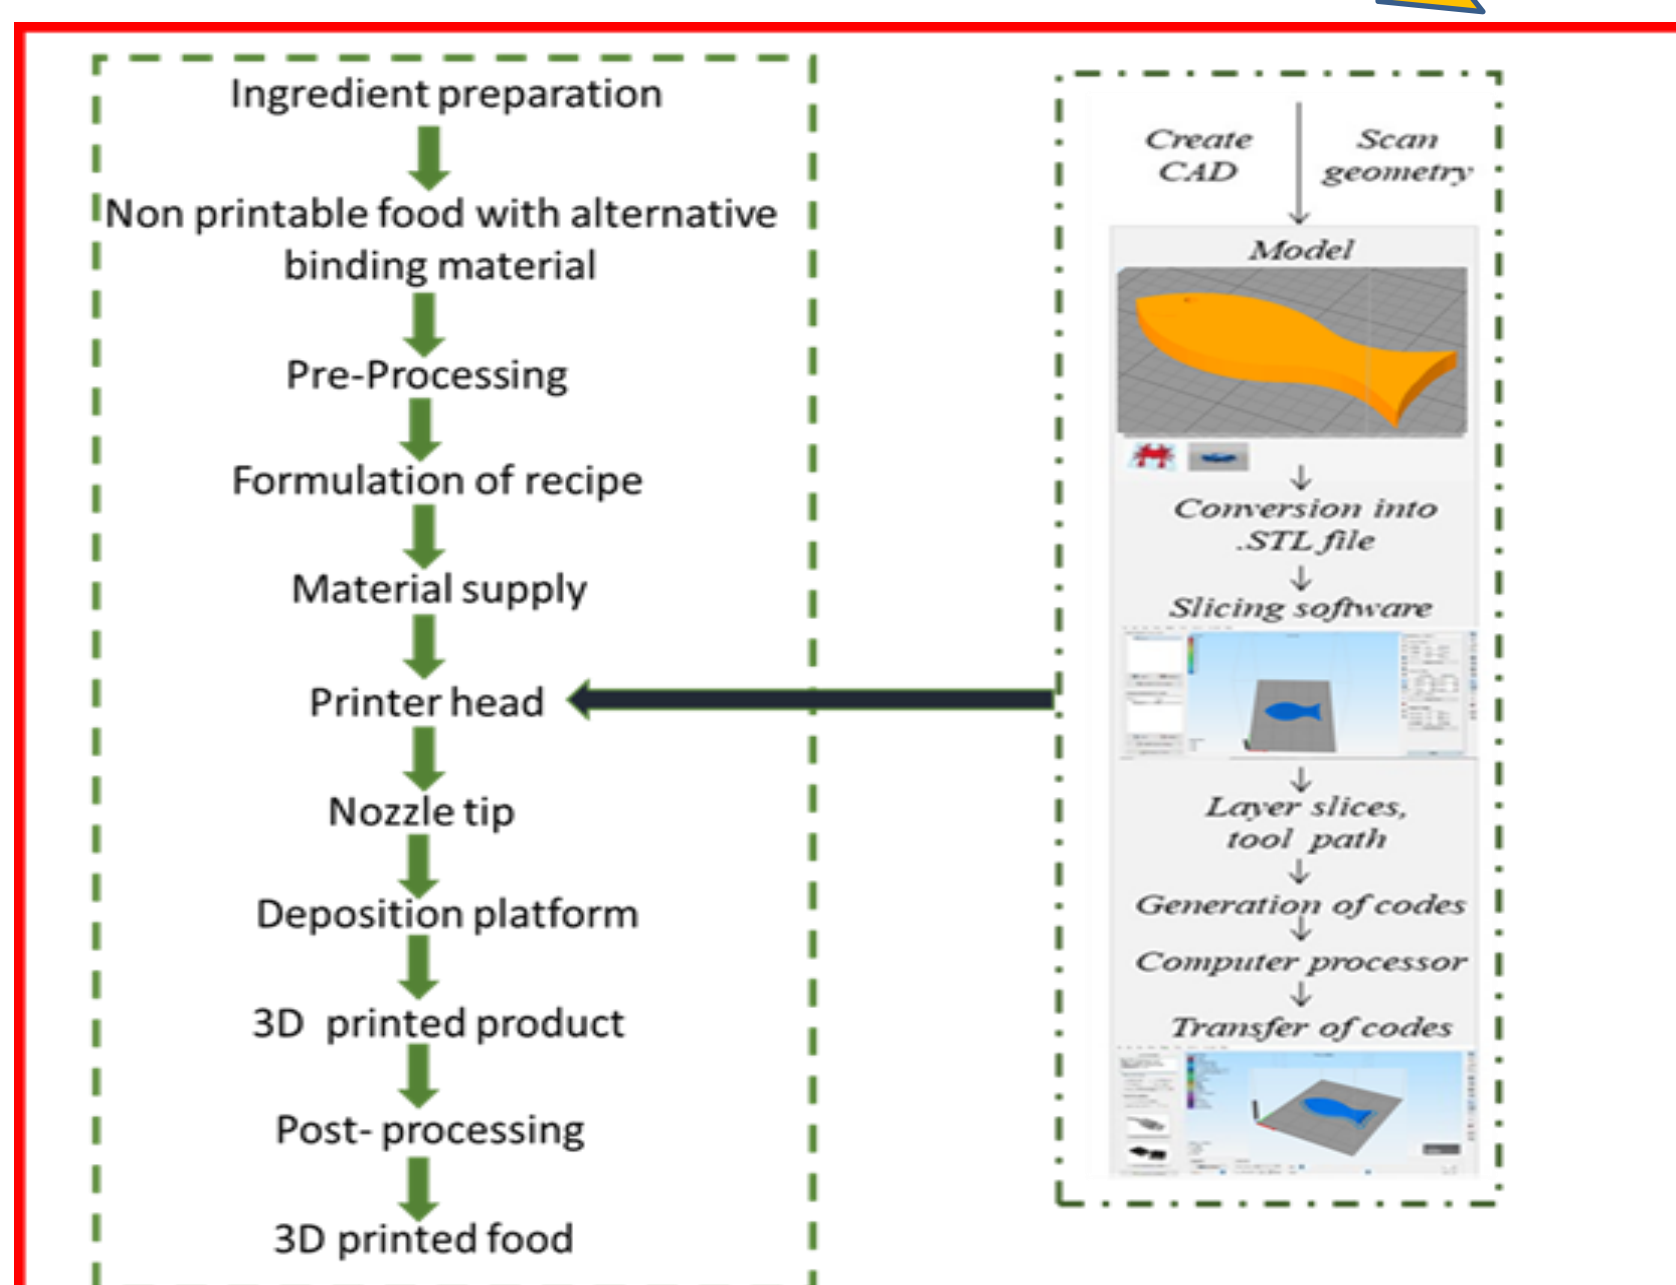 Ingredient preparation
Non printable food with alternative
binding material
Pre-Processing
Formulation of recipe
Material supply
Printer head
Nozzle tip
Deposition platform
3D printed product
Post- processing
3D printed food
Create
CAD
Scan
geometry
Model
Conversion into
.STL file
Slicing software
Layer slices,
tool path
Generation of codes
Computer processor
Transfer of codes